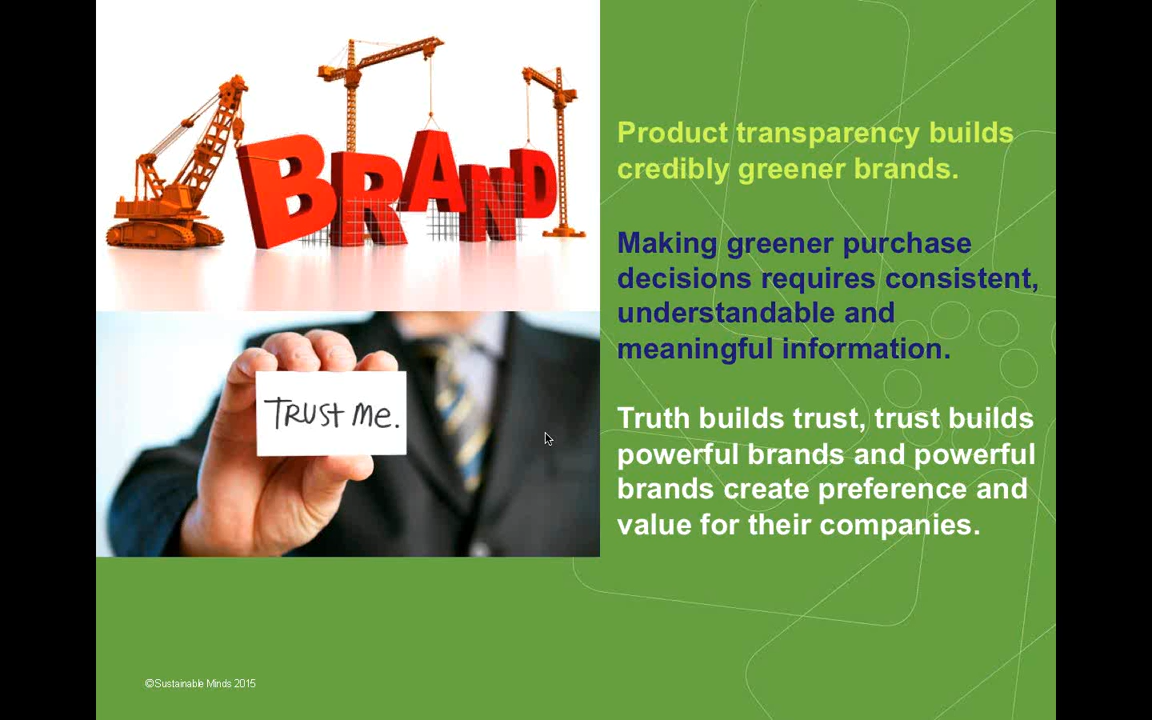 BRAND
TRUST ME.
Product transparency builds
credibly greener brands.
Making greener purchase
decisions requires consistent,
understandable and
meaningful information.
Truth builds trust, trust builds
powerful brands and powerful
brands create preference and
value for their companies.
©Sustainable Minds 2015